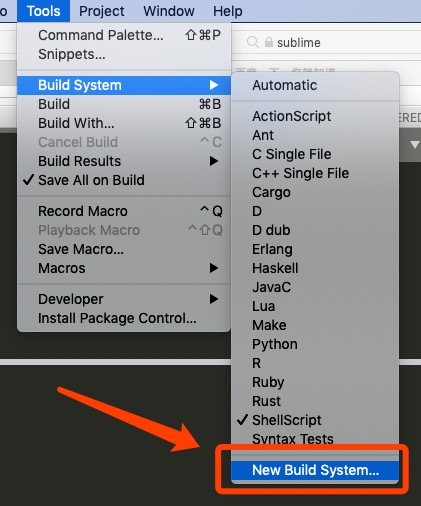 Tools Project Window Help
Command Palette... ⇧⌘P
Snippets...
Build System
Build ⌘B
Build With... ⇧⌘B
Cancel Build ^C
Build Results
Save All on Build
Record Macro ^Q
Playback Macro ^⇧Q
Save Macro...
Macros
Developer
Install Package Control...
sublime
Automatic
ActionScript
Ant
C Single File
C++ Single File
Cargo
D
D dub
Erlang
Haskell
JavaC
Lua
Make
Python
R
Ruby
Rust
ShellScript
Syntax Tests
New Build System...
ERED